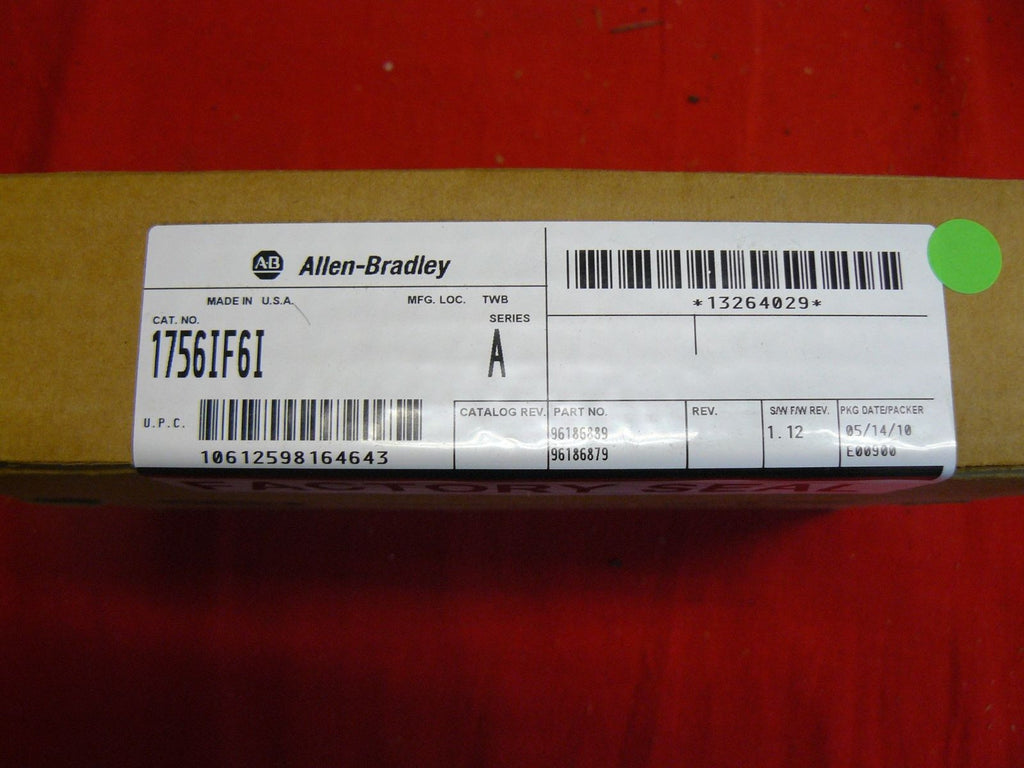 A-B Allen-Bradley
MADE IN U.S.A.
MFG. LOC. TWB
CAT. NO.
1756IF6I
SERIES
A
U.P.C.
10612598164643
*13264029*
CATALOG REV.
PART NO.
96186889
96186879
REV.
S/W F/W REV.
1.12
PKG DATE/PACKER
05/14/10
E00900
FACTORY SEAL